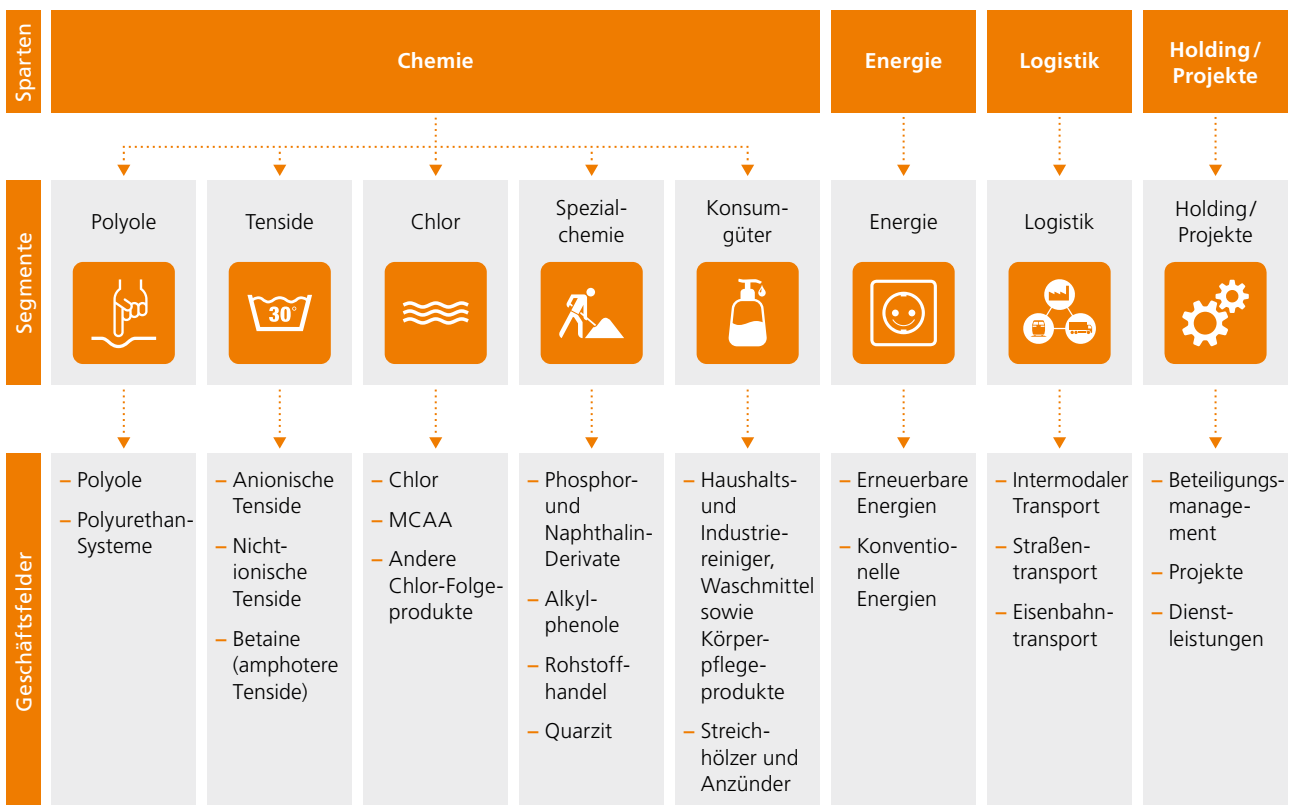 Sparten
Chemie
Energie
Logistik
Holding/
Projekte
Segmente
Polyole
Tenside
30°
Chlor
Spezial-
chemie
Konsum-
güter
Energie
Logistik
Holding/
Projekte
Geschäftsfelder
– Polyole
– Polyurethan-
Systeme
– Anionische
Tenside
– Nicht-
ionische
Tenside
– Betaine
(amphotere
Tenside)
– Chlor
– MCAA
– Andere
Chlor-Folge-
produkte
– Phosphor-
und
Naphthalin-
Derivate
– Alkyl-
phenole
– Rohstoff-
handel
– Quarzit
– Haushalts-
und
Industrie-
reiniger,
Waschmittel
sowie
Körper-
pflege-
produkte
– Streich-
hölzer und
Anzünder
– Erneuerbare
Energien
– Konventio-
nelle
Energien
– Intermodaler
Transport
– Straßen-
transport
– Eisenbahn-
transport
– Beteiligungs-
manage-
ment
– Projekte
– Dienst-
leistungen